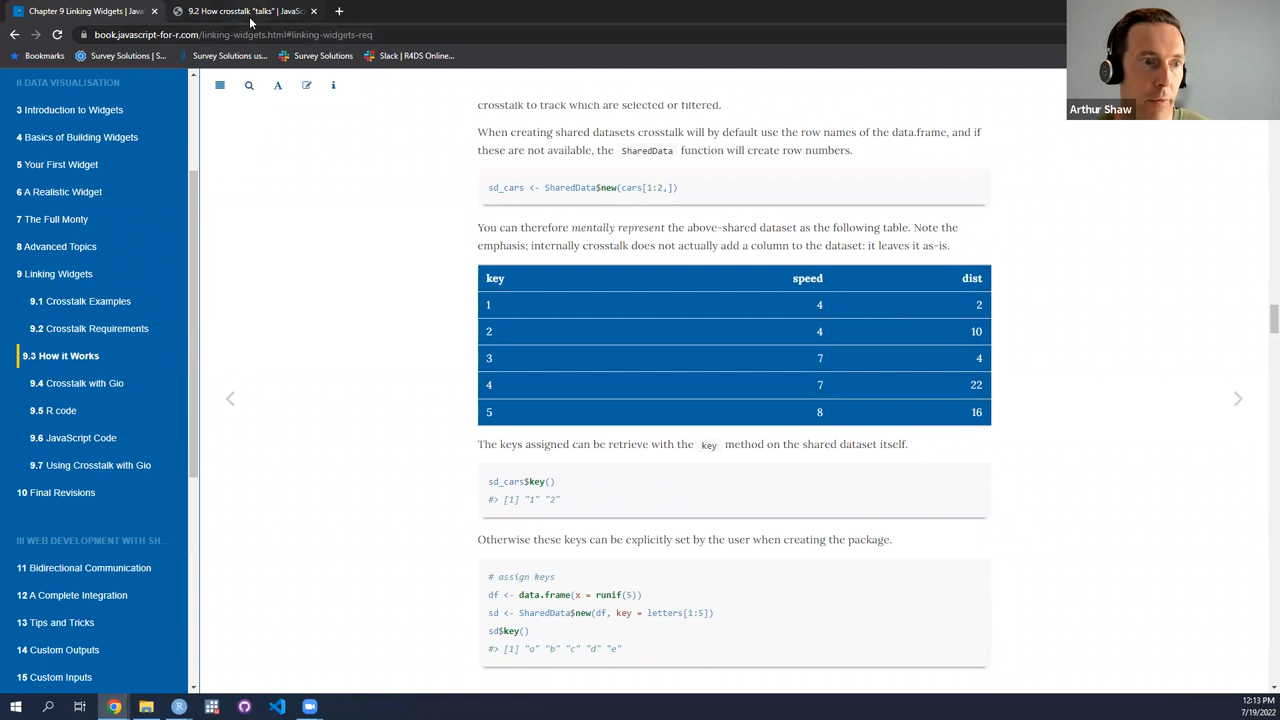 Chapter 9 Linking Widgets | Java
9.2 How crosstalk "talks" | JavaSc
book.javascript-for-r.com/linking-widgets.html#linking-widgets-req
Bookmarks
Survey Solutions | S...
Survey Solutions us...
Survey Solutions
Slack | R4DS Onlin...
Arthur Shaw
II DATA VISUALISATION
3 Introduction to Widgets
4 Basics of Building Widgets
5 Your First Widget
6 A Realistic Widget
7 The Full Monty
8 Advanced Topics
9 Linking Widgets
9.1 Crosstalk Examples
9.2 Crosstalk Requirements
9.3 How it Works
9.4 Crosstalk with Gio
9.5 R code
9.6 JavaScript Code
9.7 Using Crosstalk with Gio
10 Final Revisions
III WEB DEVELOPMENT WITH SH...
11 Bidirectional Communication
12 A Complete Integration
13 Tips and Tricks
14 Custom Outputs
15 Custom Inputs
crosstalk to track which are selected or filtered.
When creating shared datasets crosstalk will by default use the row names of the data.frame, and if
these are not available, the SharedData function will create row numbers.
sd_cars <- SharedData$new(cars[1:2,])
You can therefore mentally represent the above-shared dataset as the following table. Note the
emphasis; internally crosstalk does not actually add a column to the dataset: it leaves it as-is.
key speed dist
1 4 2
2 4 10
3 7 4
4 7 22
5 8 16
The keys assigned can be retrieve with the key method on the shared dataset itself.
sd_cars$key()
#> [1] "1" "2"
Otherwise these keys can be explicitly set by the user when creating the package.
# assign keys
df <- data.frame(x = runif(5))
sd <- SharedData$new(df, key = letters[1:5])
sd$key()
#> [1] "a" "b" "c" "d" "e"
12:13 PM
7/19/2022